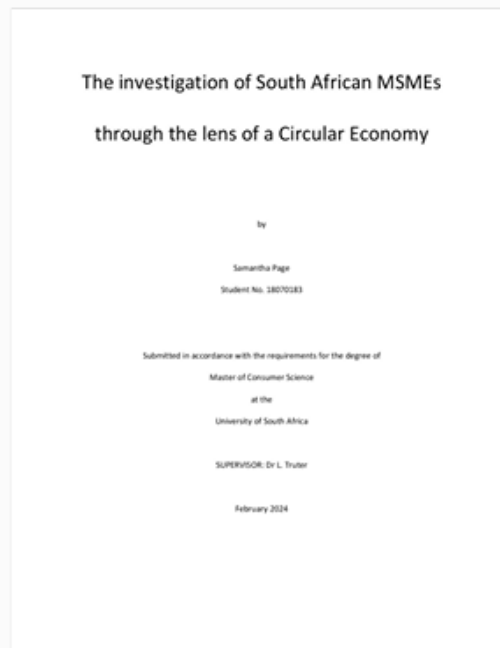 The investigation of South African MSMEs
through the lens of a Circular Economy
by
Samantha Page
Student No. 18070183
Submitted in accordance with the requirements for the degree of
Master of Consumer Science
at the
University of South Africa
SUPERVISOR: Dr L. Truter
February 2024